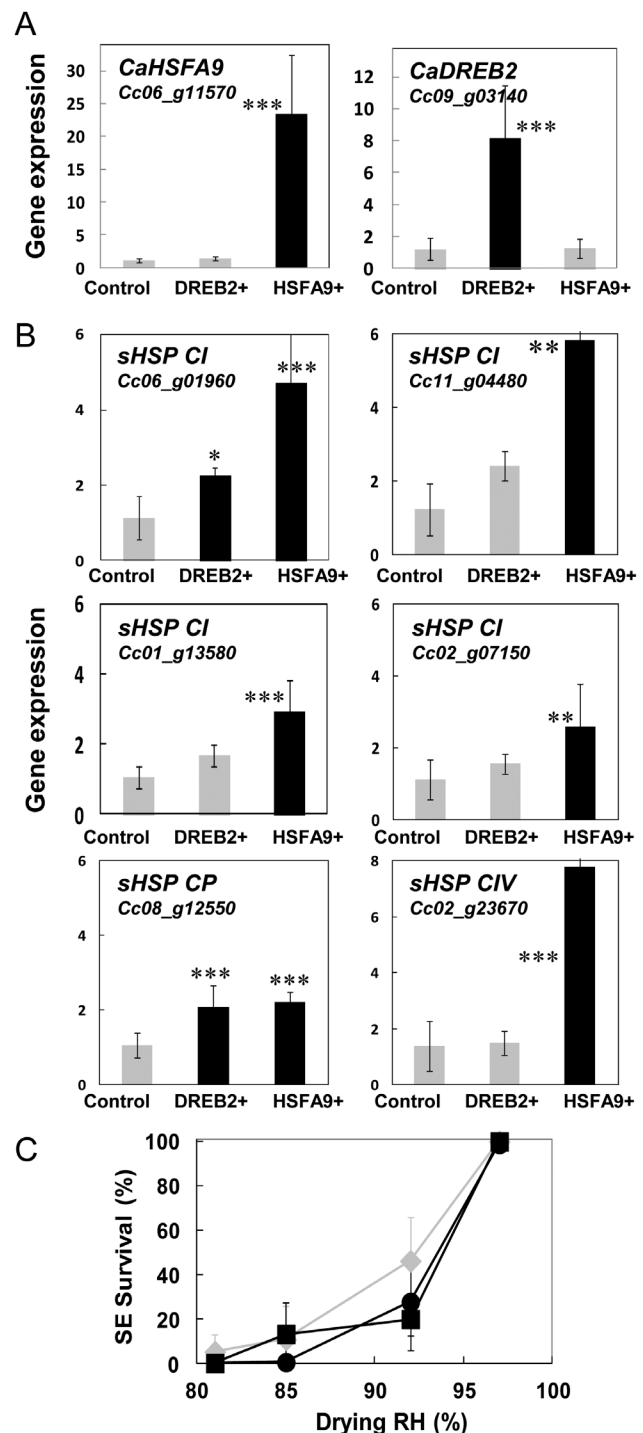 A
CaHSFA9
Cc06_g11570
Gene expression
30
25
20
15
10
5
0
***
Control DREB2+ HSFA9+
CaDREB2
Cc09_g03140
12
10
8
6
4
2
0
***
Control DREB2+ HSFA9+
B
sHSP CI
Cc06_g01960
6
4
2
0
*
***
Control DREB2+ HSFA9+
sHSP CI
Cc11_g04480
6
4
2
0
**
Control DREB2+ HSFA9+
Gene expression
sHSP CI
Cc01_g13580
6
4
2
0
***
Control DREB2+ HSFA9+
sHSP CI
Cc02_g07150
6
4
2
0
**
Control DREB2+ HSFA9+
sHSP CP
Cc08_g12550
6
4
2
0
***
***
Control DREB2+ HSFA9+
sHSP CIV
Cc02_g23670
8
6
4
2
0
***
Control DREB2+ HSFA9+
C
SE Survival (%)
100
80
60
40
20
0
80 85 90 95 100
Drying RH (%)